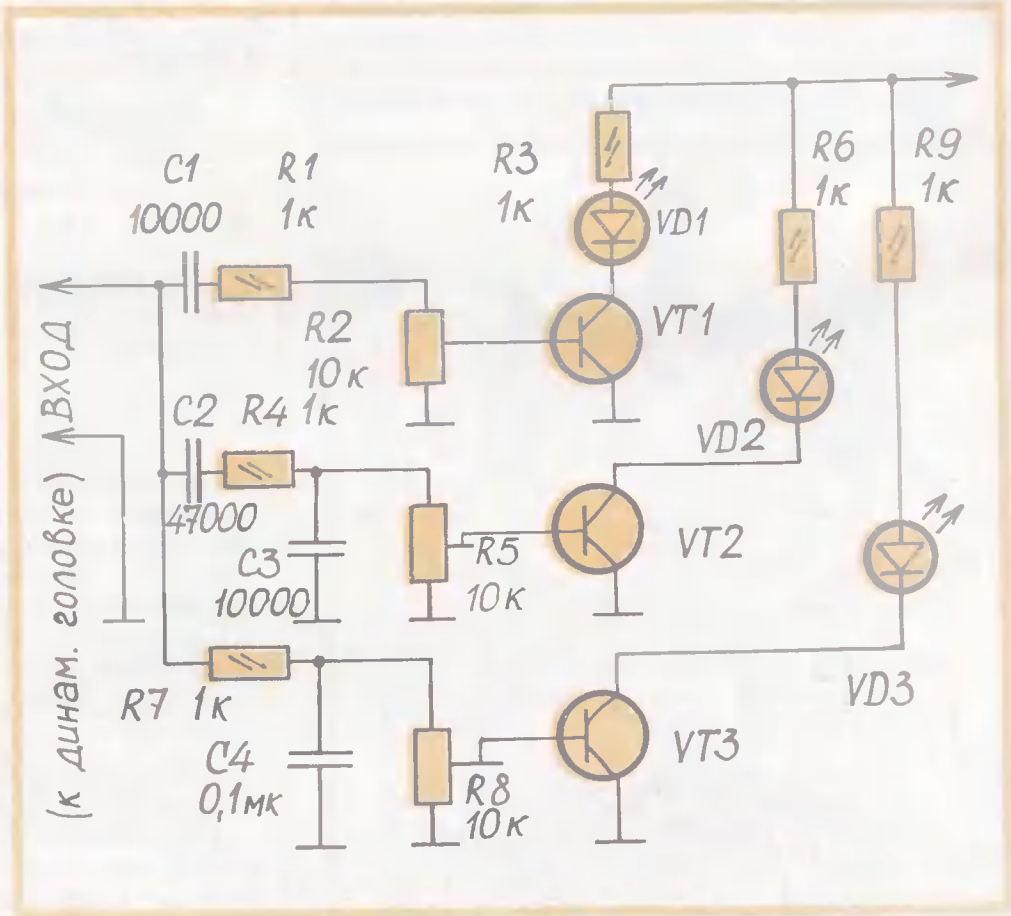 C1
10000
R1
1к
R3
1к
VD1
R6
1к
R9
1к
R2
10к
VT1
C2
R4 1к
47000
VD2
C3
10000
R5
10к
VT2
R7 1к
C4
0,1мк
R8
10к
VT3
VD3
ВХОД
(к динам. головке)